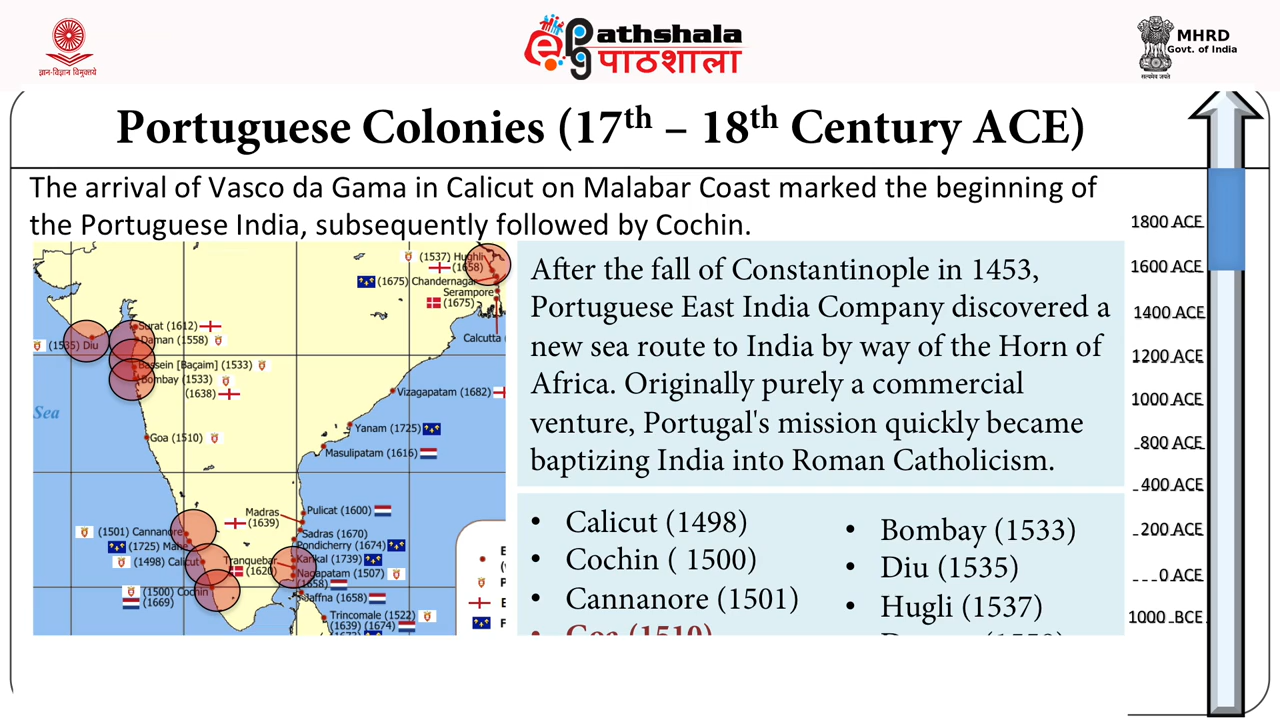 ज्ञान-विज्ञान विमुक्तये
ePathshala
पाठशाला
MHRD
Govt. of India
सत्यमेव जयते
Portuguese Colonies (17th – 18th Century ACE)
The arrival of Vasco da Gama in Calicut on Malabar Coast marked the beginning of
the Portuguese India, subsequently followed by Cochin.
(1537) Hughli
(1658)
(1675) Chandernagar
Serampore
(1675)
Calcutta
Surat (1612)
Daman (1558)
(1535) Diu
Bassein [Baçaim] (1533)
Bombay (1533)
(1638)
Sea
Vizagapatam (1682)
Goa (1510)
Yanam (1725)
Masulipatam (1616)
Madras
(1639)
Pulicat (1600)
(1501) Cannanore
Sadras (1670)
(1725) Mahé
Pondicherry (1674)
(1498) Calicut
Tranquebar
(1620)
Karikal (1739)
Nagapatam (1507)
(1658)
(1500) Cochin
(1669)
Jaffna (1658)
Trincomale (1522)
(1639) (1674)
After the fall of Constantinople in 1453,
Portuguese East India Company discovered a
new sea route to India by way of the Horn of
Africa. Originally purely a commercial
venture, Portugal's mission quickly became
baptizing India into Roman Catholicism.
• Calicut (1498)
• Cochin ( 1500)
• Cannanore (1501)
• Goa (1510)
• Bombay (1533)
• Diu (1535)
• Hugli (1537)
1800 ACE
1600 ACE
1400 ACE
1200 ACE
1000 ACE
800 ACE
400 ACE
200 ACE
0 ACE
1000 BCE